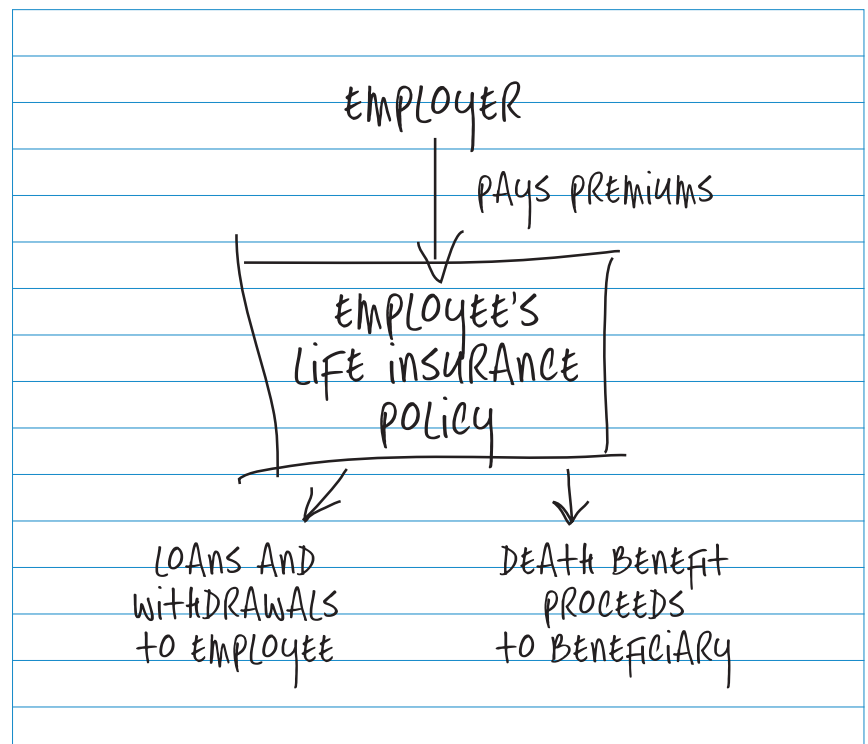 EMPLOYER
PAYS PREMIUMS
EMPLOYEE'S
LIFE INSURANCE
POLICY
LOANS AND
WITHDRAWALS
TO EMPLOYEE
DEATH BENEFIT
PROCEEDS
TO BENEFICIARY